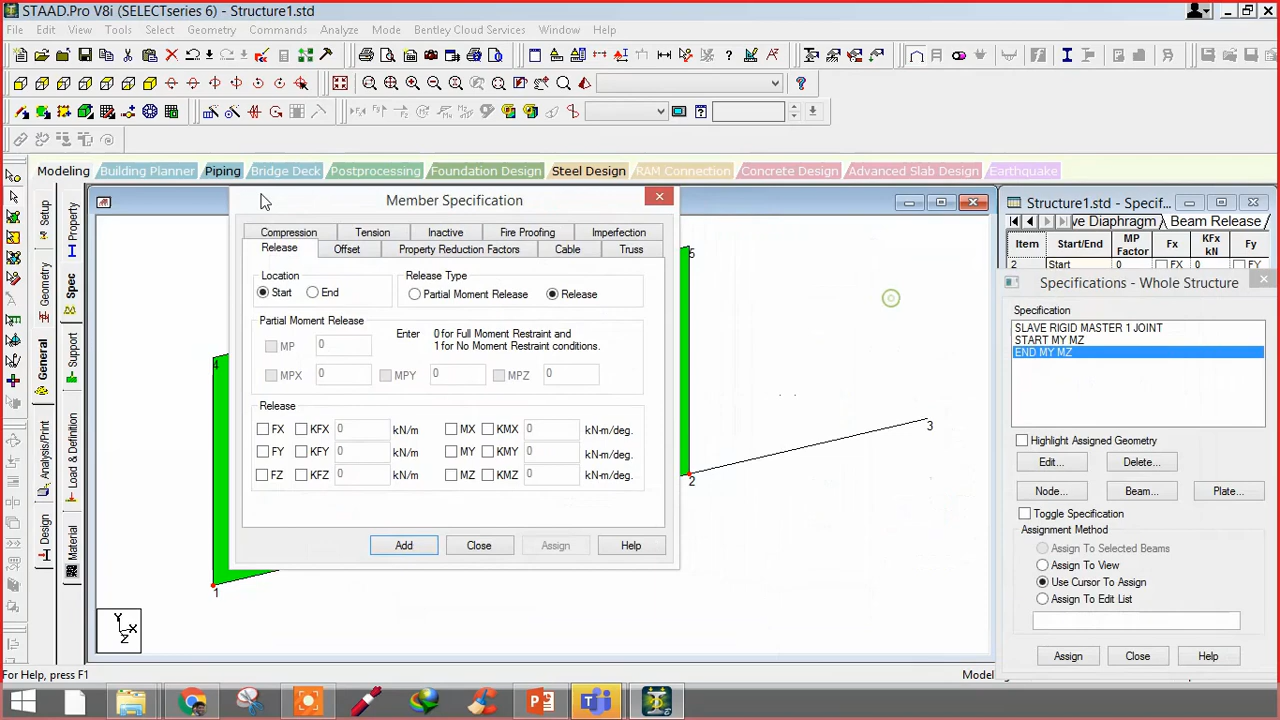 STAAD.Pro V8i (SELECTseries 6) - Structure1.std
File Edit View Tools Select Geometry Commands Analyze Mode Bentley Cloud Services Window Help
Modeling Building Planner Piping Bridge Deck Postprocessing Foundation Design Steel Design RAM Connection Concrete Design Advanced Slab Design Earthquake
Setup
Geometry
General
Analysis/Print
Design
Property
Spec
Support
Load & Definition
Material
Member Specification
Compression Tension Inactive Fire Proofing Imperfection
Release Offset Property Reduction Factors Cable Truss
Location
Start End
Release Type
Partial Moment Release Release
Partial Moment Release
MP 0
Enter 0 for Full Moment Restraint and
1 for No Moment Restraint conditions.
MPX 0 MPY 0 MPZ 0
Release
FX KFX 0 kN/m MX KMX 0 kN-m/deg.
FY KFY 0 kN/m MY KMY 0 kN-m/deg.
FZ KFZ 0 kN/m MZ KMZ 0 kN-m/deg.
Add Close Assign Help
5
4
3
2
1
Y
X
Z
Structure1.std - Specif...
ve Diaphragm Beam Release
Item Start/End MP Factor Fx KFx kN Fy
2 Start FX FY
Specifications - Whole Structure
Specification
SLAVE RIGID MASTER 1 JOINT
START MY MZ
END MY MZ
Highlight Assigned Geometry
Edit... Delete...
Node... Beam... Plate...
Toggle Specification
Assignment Method
Assign To Selected Beams
Assign To View
Use Cursor To Assign
Assign To Edit List
Assign Close Help
For Help, press F1
Model